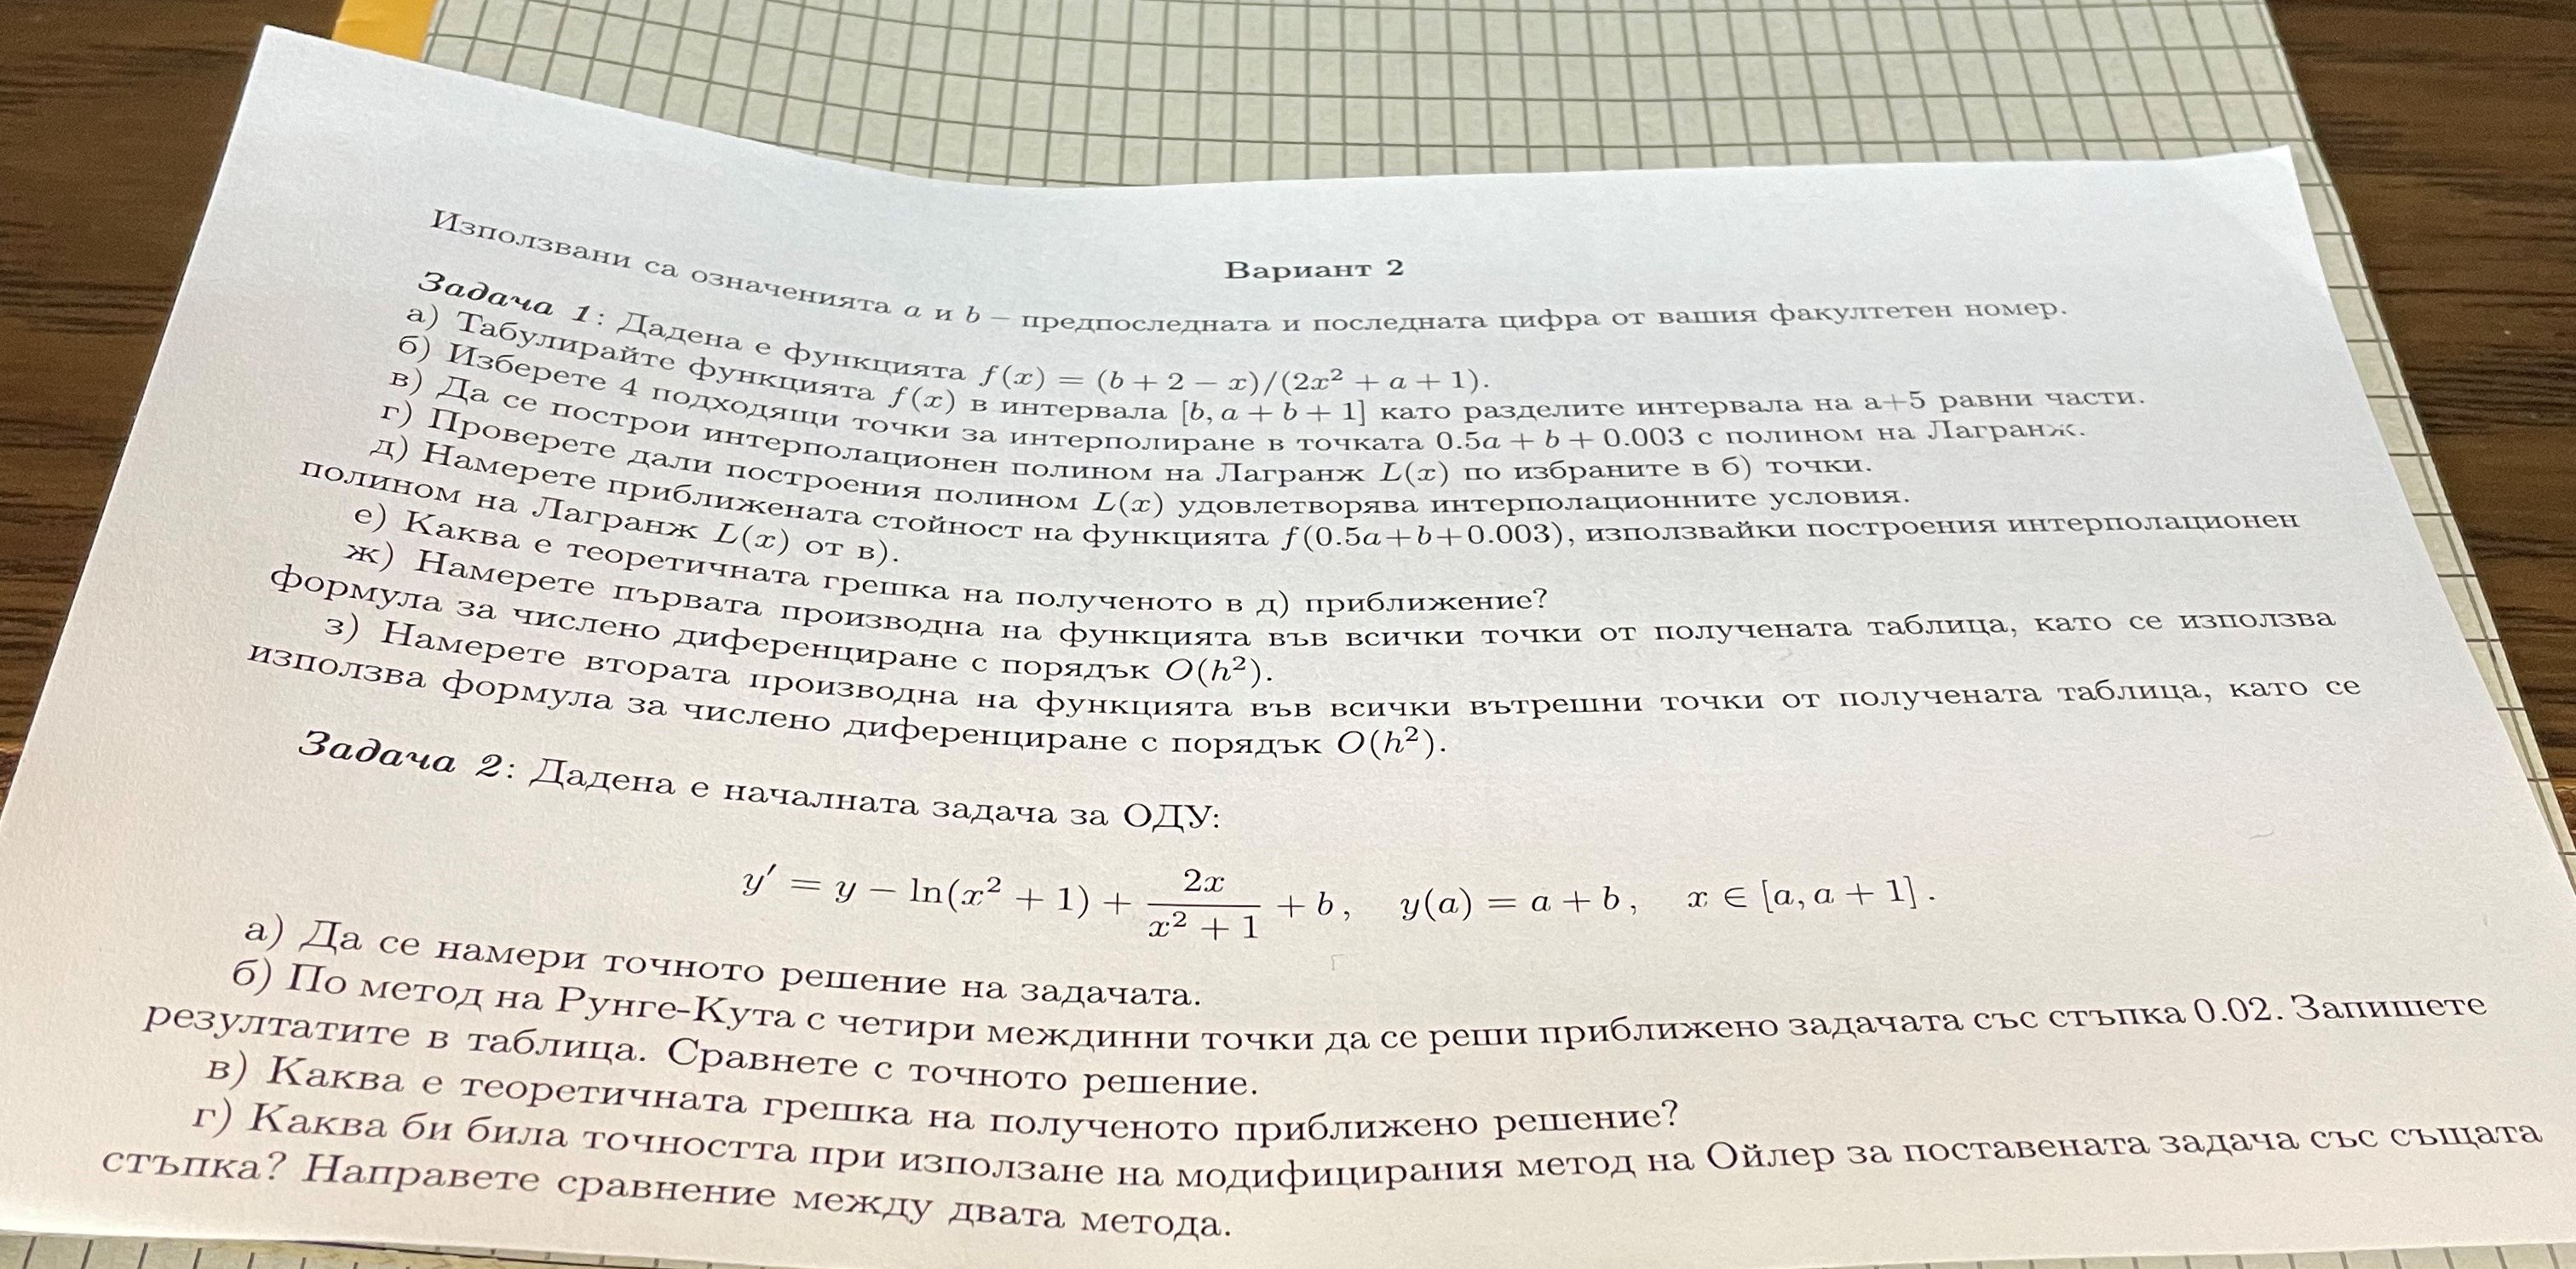 Вариант 2
Използвани са означенията a и b – предпоследната и последната цифра от вашия факултетен номер.
Задача 1: Дадена е функцията f(x) = (b + 2 − x)/(2x² + a + 1).
а) Табулирайте функцията f(x) в интервала [b, a + b + 1] като разделите интервала на a+5 равни части.
б) Изберете 4 подходящи точки за интерполиране в точката 0.5a + b + 0.003 с полином на Лагранж.
в) Да се построи интерполационен полином на Лагранж L(x) по избраните в б) точки.
г) Проверете дали построения полином L(x) удовлетворява интерполационните условия.
д) Намерете приближената стойност на функцията f(0.5a+b+0.003), използвайки построения интерполационен
полином на Лагранж L(x) от в).
е) Каква е теоретичната грешка на полученото в д) приближение?
ж) Намерете първата производна на функцията във всички точки от получената таблица, като се използва
формула за числено диференциране с порядък O(h²).
з) Намерете втората производна на функцията във всички вътрешни точки от получената таблица, като се
използва формула за числено диференциране с порядък O(h²).
Задача 2: Дадена е началната задача за ОДУ:
y′ = y − ln(x² + 1) + 2x/(x² + 1) + b, y(a) = a + b, x ∈ [a, a + 1].
а) Да се намери точното решение на задачата.
б) По метод на Рунге-Кута с четири междинни точки да се реши приближено задачата със стъпка 0.02. Запишете
резултатите в таблица. Сравнете с точното решение.
в) Каква е теоретичната грешка на полученото приближено решение?
г) Каква би била точността при използане на модифицирания метод на Ойлер за поставената задача със същата
стъпка? Направете сравнение между двата метода.